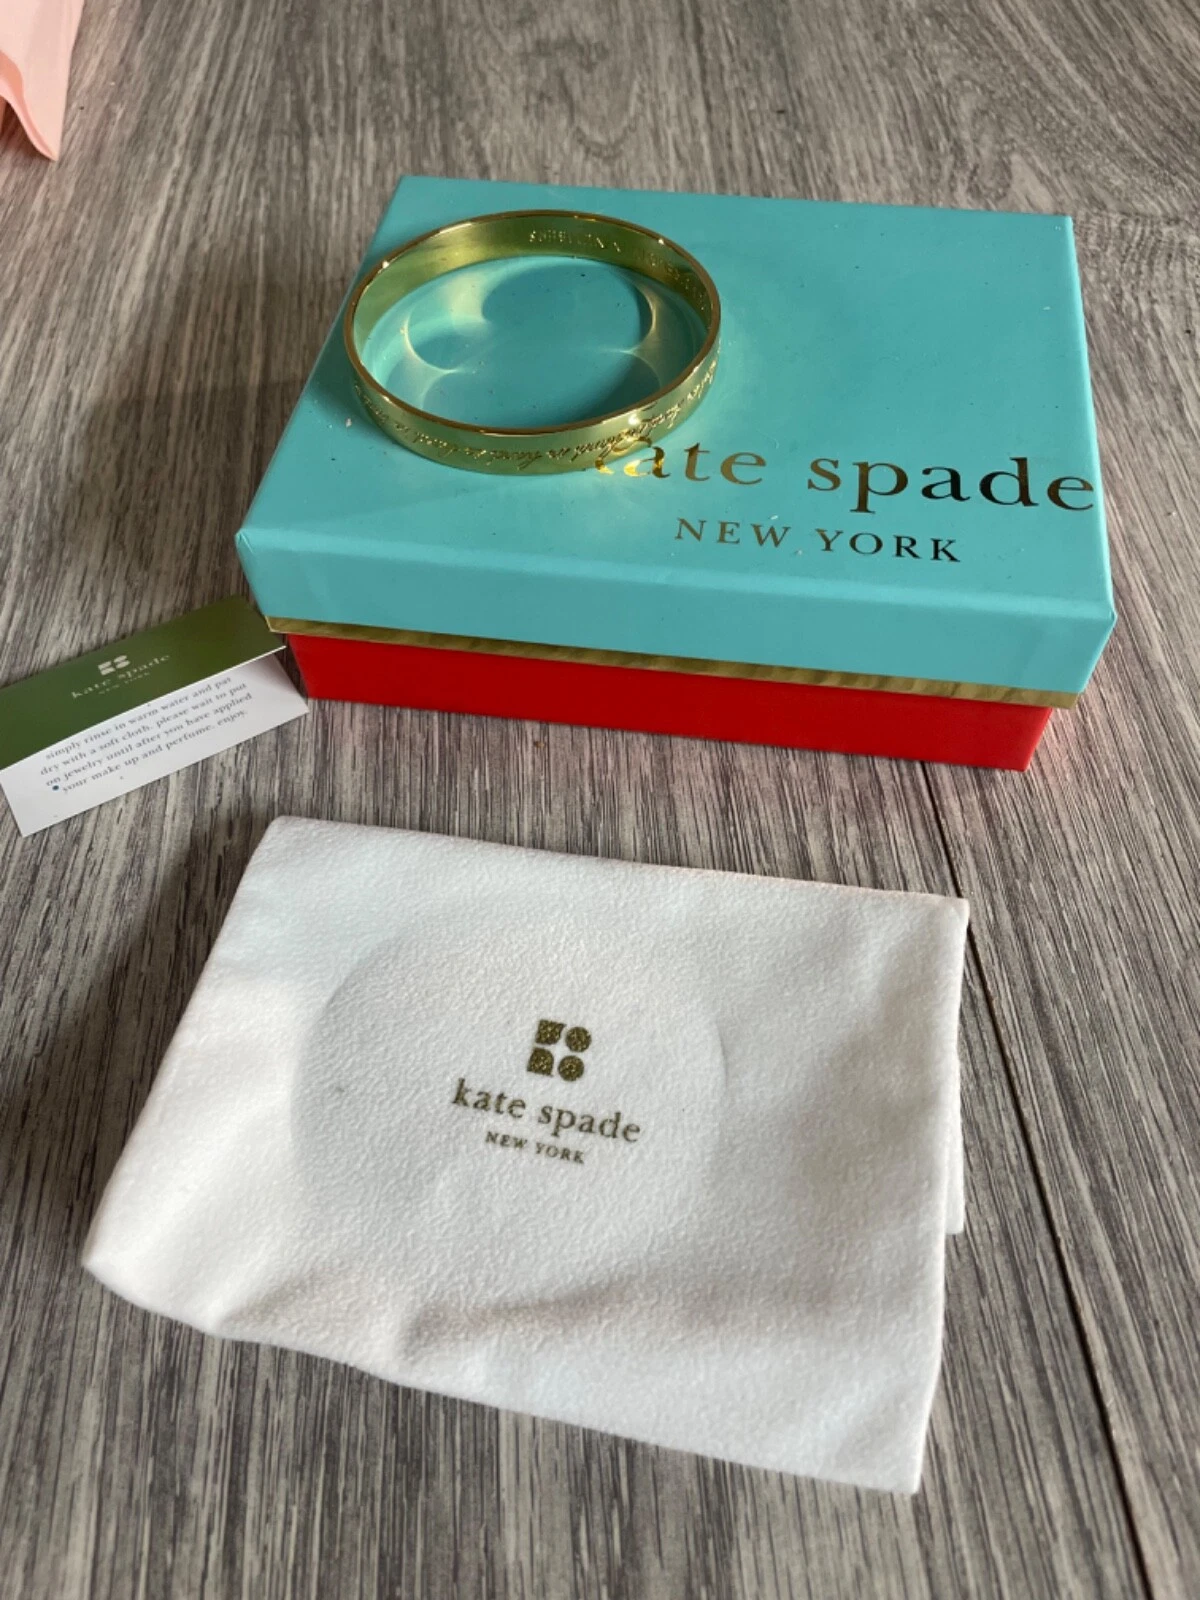 kate spade
NEW YORK
kate spade
NEW YORK
simply rinse in warm water and pat
dry with a soft cloth. please wait to put
on jewelry until after you have applied
your make up and perfume. enjoy.
kate spade
NEW YORK